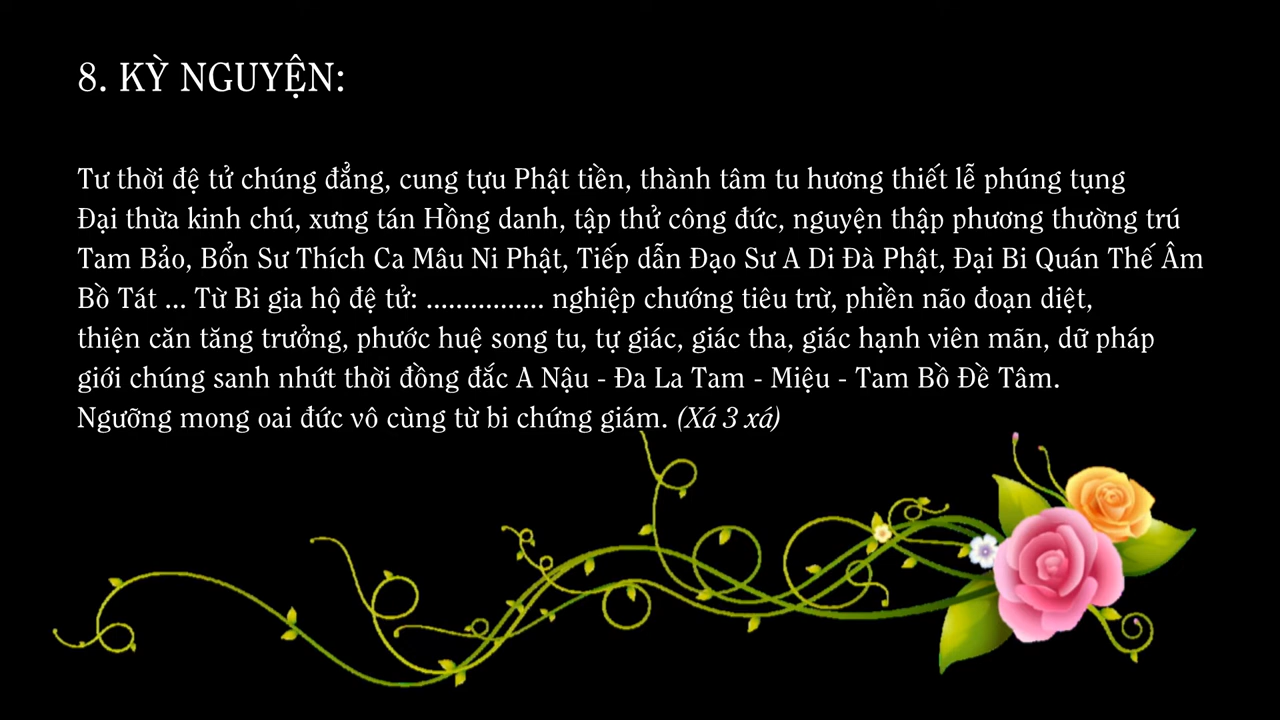 8. KỲ NGUYỆN:
Tư thời đệ tử chúng đẳng, cung tựu Phật tiền, thành tâm tu hương thiết lễ phúng tụng
Đại thừa kinh chú, xưng tán Hồng danh, tập thử công đức, nguyện thập phương thường trú
Tam Bảo, Bổn Sư Thích Ca Mâu Ni Phật, Tiếp dẫn Đạo Sư A Di Đà Phật, Đại Bi Quán Thế Âm
Bồ Tát ... Từ Bi gia hộ đệ tử: ................ nghiệp chướng tiêu trừ, phiền não đoạn diệt,
thiện căn tăng trưởng, phước huệ song tu, tự giác, giác tha, giác hạnh viên mãn, dữ pháp
giới chúng sanh nhứt thời đồng đắc A Nậu - Đa La Tam - Miệu - Tam Bồ Đề Tâm.
Ngưỡng mong oai đức vô cùng từ bi chứng giám. (Xá 3 xá)